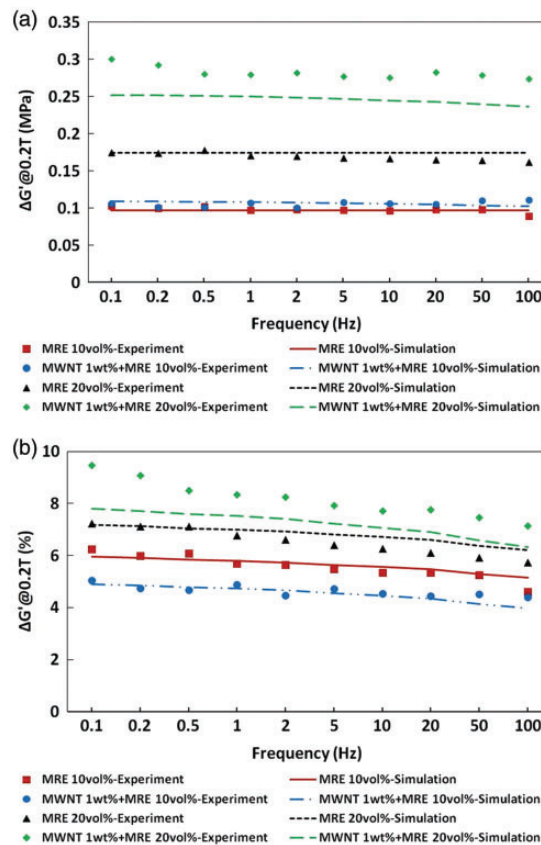 (a)
0.35
0.3
0.25
0.2
0.15
0.1
0.05
0
ΔG'@0.2T (MPa)
0.1 0.2 0.5 1 2 5 10 20 50 100
Frequency (Hz)
MRE 10vol%-Experiment MRE 10vol%-Simulation
MWNT 1wt%+MRE 10vol%-Experiment MWNT 1wt%+MRE 10vol%-Simulation
MRE 20vol%-Experiment MRE 20vol%-Simulation
MWNT 1wt%+MRE 20vol%-Experiment MWNT 1wt%+MRE 20vol%-Simulation
(b)
10
8
6
4
2
0
ΔG'@0.2T (%)
0.1 0.2 0.5 1 2 5 10 20 50 100
Frequency (Hz)
MRE 10vol%-Experiment MRE 10vol%-Simulation
MWNT 1wt%+MRE 10vol%-Experiment MWNT 1wt%+MRE 10vol%-Simulation
MRE 20vol%-Experiment MRE 20vol%-Simulation
MWNT 1wt%+MRE 20vol%-Experiment MWNT 1wt%+MRE 20vol%-Simulation